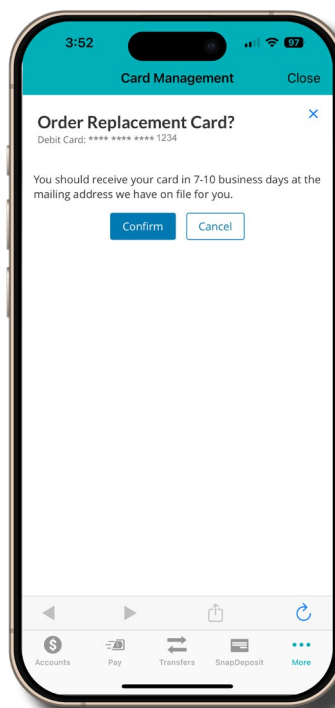 3:52
97
Card Management
Close
Order Replacement Card?
Debit Card: **** **** **** 1234
You should receive your card in 7-10 business days at the
mailing address we have on file for you.
Confirm
Cancel
Accounts
Pay
Transfers
SnapDeposit
More